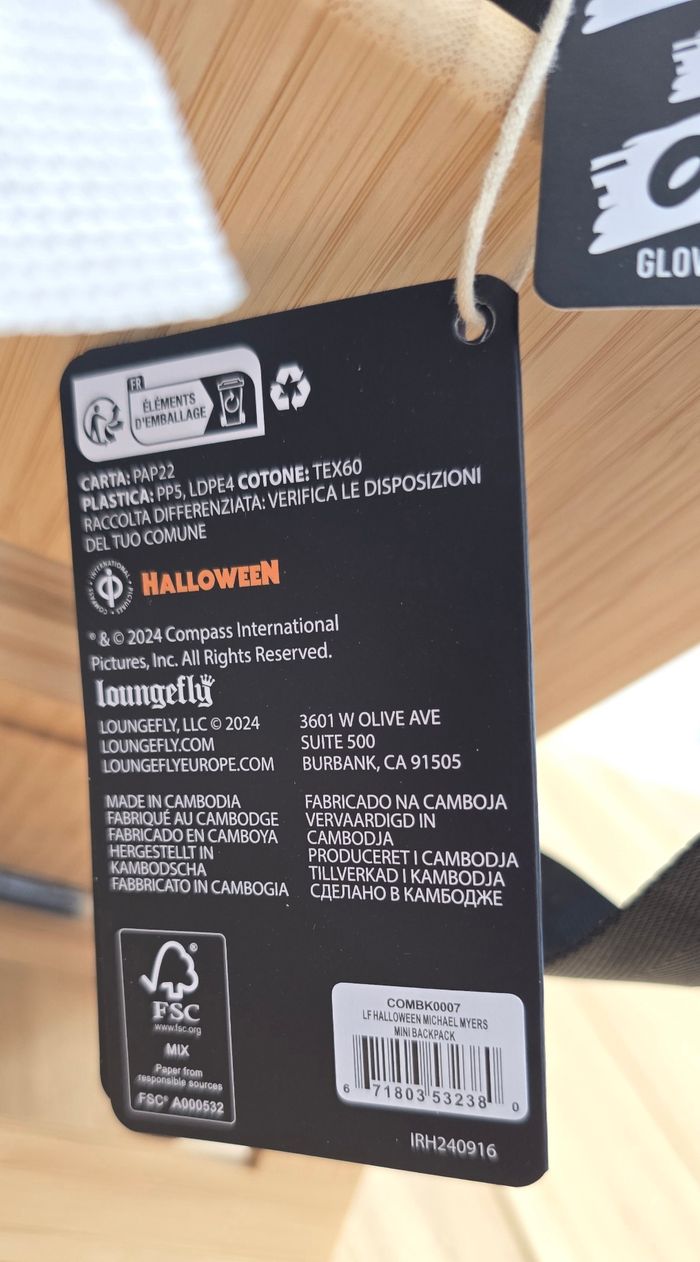 GLOW
FR
ÉLÉMENTS
D'EMBALLAGE
CARTA: PAP22
PLASTICA: PP5, LDPE4 COTONE: TEX60
RACCOLTA DIFFERENZIATA: VERIFICA LE DISPOSIZIONI
DEL TUO COMUNE
COMPASS • INTERNATIONAL • PICTURES
HALLOWEEN
® & © 2024 Compass International
Pictures, Inc. All Rights Reserved.
loungefly
LOUNGEFLY, LLC © 2024
LOUNGEFLY.COM
LOUNGEFLYEUROPE.COM
3601 W OLIVE AVE
SUITE 500
BURBANK, CA 91505
MADE IN CAMBODIA
FABRIQUÉ AU CAMBODGE
FABRICADO EN CAMBOYA
HERGESTELLT IN
KAMBODSCHA
FABBRICATO IN CAMBOGIA
FABRICADO NA CAMBOJA
VERVAARDIGD IN
CAMBODJA
PRODUCERET I CAMBODJA
TILLVERKAD I KAMBODJA
СДЕЛАНО В КАМБОДЖЕ
®
FSC
www.fsc.org
MIX
Paper from
responsible sources
FSC® A000532
COMBK0007
LF HALLOWEEN MICHAEL MYERS
MINI BACKPACK
6 71803 53238 0
IRH240916